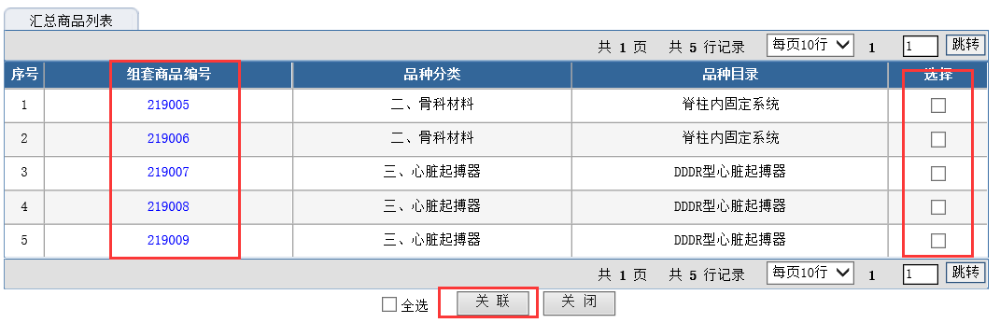 汇总商品列表
共 1 页 共 5 行记录 每页10行 1 1 跳转
序号 组套商品编号 品种分类 品种目录 选择
1 219005 二、骨科材料 脊柱内固定系统
2 219006 二、骨科材料 脊柱内固定系统
3 219007 三、心脏起搏器 DDDR型心脏起搏器
4 219008 三、心脏起搏器 DDDR型心脏起搏器
5 219009 三、心脏起搏器 DDDR型心脏起搏器
共 1 页 共 5 行记录 每页10行 1 1 跳转
全选 关 联 关 闭